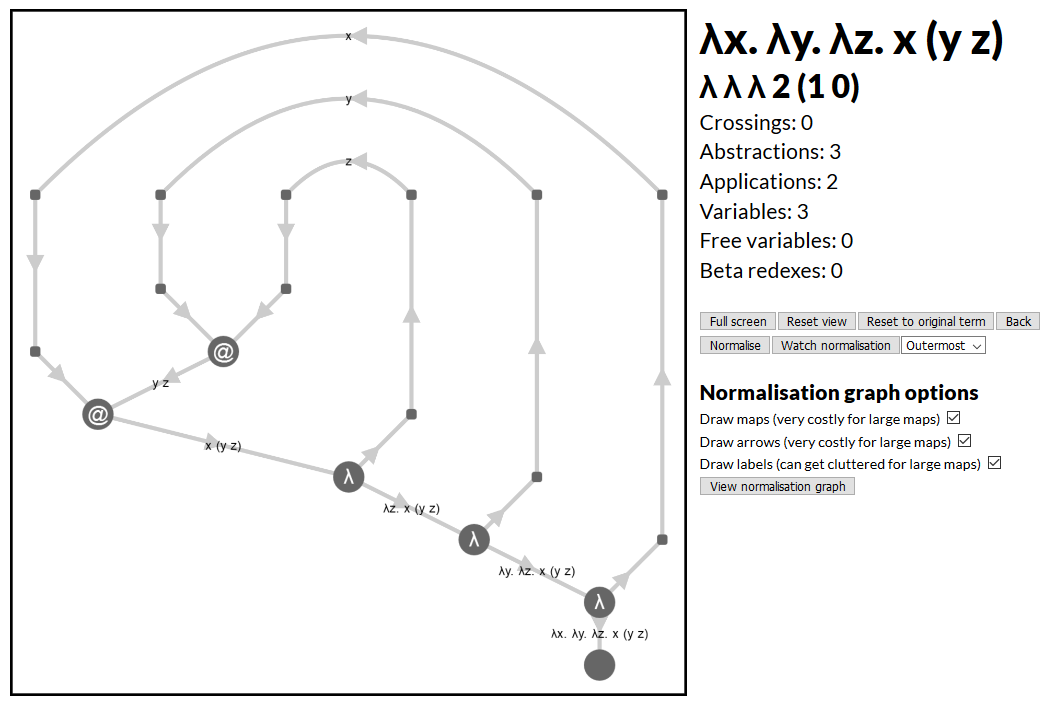 x
y
z
@
y z
@
x (y z)
λ
λz. x (y z)
λ
λy. λz. x (y z)
λ
λx. λy. λz. x (y z)
λx. λy. λz. x (y z)
λ λ λ 2 (1 0)
Crossings: 0
Abstractions: 3
Applications: 2
Variables: 3
Free variables: 0
Beta redexes: 0
Full screen Reset view Reset to original term Back
Normalise Watch normalisation Outermost
Normalisation graph options
Draw maps (very costly for large maps)
Draw arrows (very costly for large maps)
Draw labels (can get cluttered for large maps)
View normalisation graph